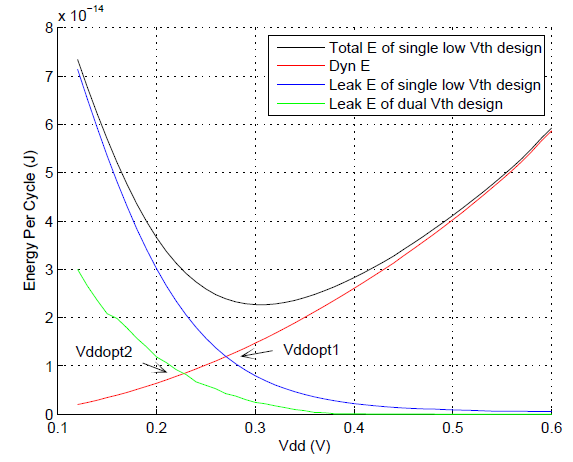 x 10^-14
8
7
6
5
4
3
2
1
0
Energy Per Cycle (J)
Total E of single low Vth design
Dyn E
Leak E of single low Vth design
Leak E of dual Vth design
Vddopt2
Vddopt1
0.1 0.2 0.3 0.4 0.5 0.6
Vdd (V)